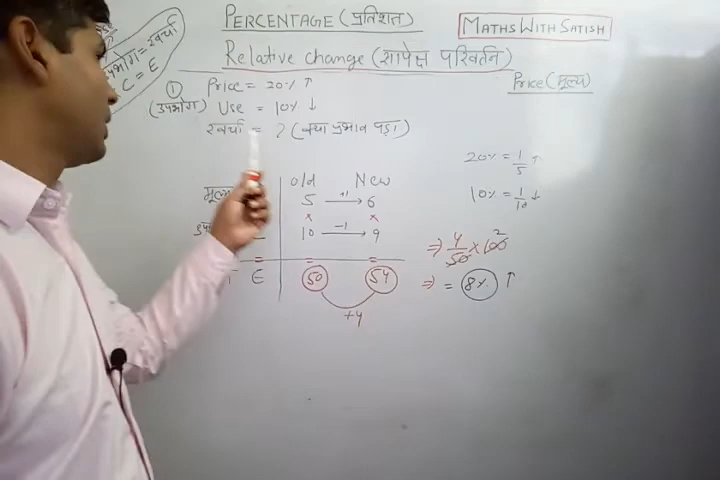 PERCENTAGE (प्रतिशत)
MATHS WITH SATISH
Relative change (सापेक्ष परिवर्तन)
Price (मूल्य)
= खर्चा
C = E
① Price = 20% ↑
(उपभोग) Use = 10% ↓
खर्चा = ? (क्या प्रभाव पड़ा)
20% = 1/5 ↑
10% = 1/10 ↓
old New
5 +1 → 6
× ×
10 -1 → 9
= =
E 50 54
+4
⇒ 4/50 × 100 2
⇒ = 8% ↑